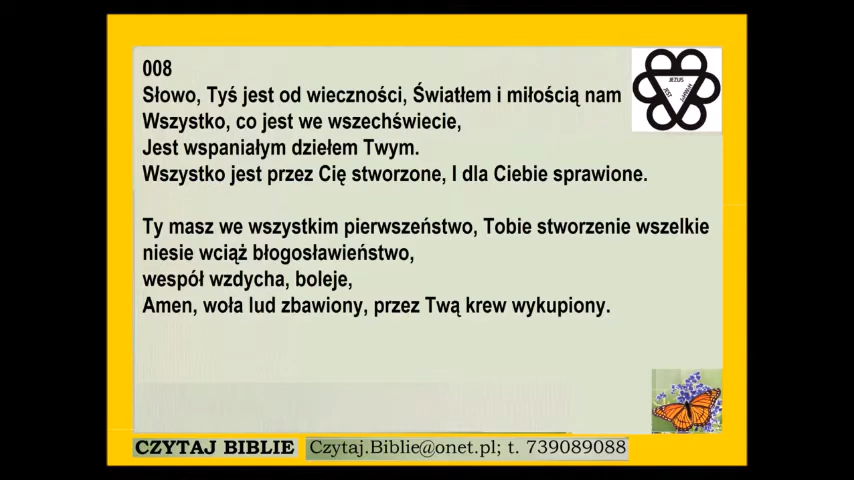 008
Słowo, Tyś jest od wieczności, Światłem i miłością nam
Wszystko, co jest we wszechświecie,
Jest wspaniałym dziełem Twym.
Wszystko jest przez Cię stworzone, I dla Ciebie sprawione.
Ty masz we wszystkim pierwszeństwo, Tobie stworzenie wszelkie
niesie wciąż błogosławieństwo,
wespół wzdycha, boleje,
Amen, woła lud zbawiony, przez Twą krew wykupiony.
JEZUS
JEST
CZYTAJ BIBLIE
Czytaj.Biblie@onet.pl; t. 739089088